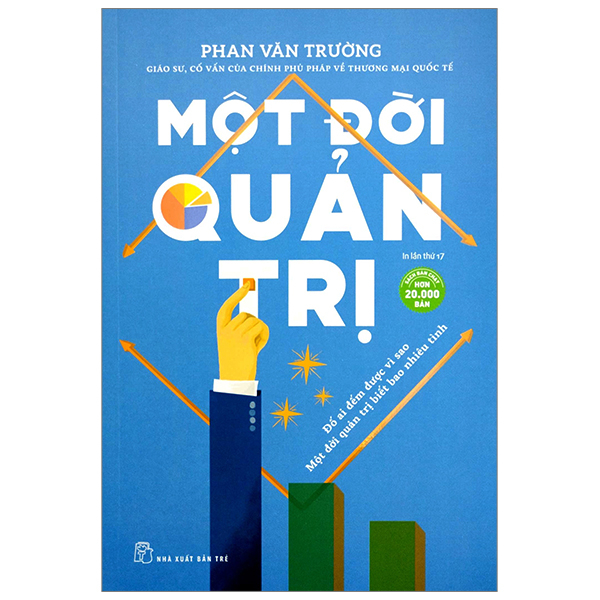 PHAN VĂN TRƯỜNG
GIÁO SƯ, CỐ VẤN CỦA CHÍNH PHỦ PHÁP VỀ THƯƠNG MẠI QUỐC TẾ
MỘT ĐỜI
QUẢN
TRỊ
In lần thứ 17
SÁCH BÁN CHẠY
HƠN
20.000
BẢN
Đố ai đếm được vì sao
Một đời quản trị biết bao nhiêu tình
NHÀ XUẤT BẢN TRẺ